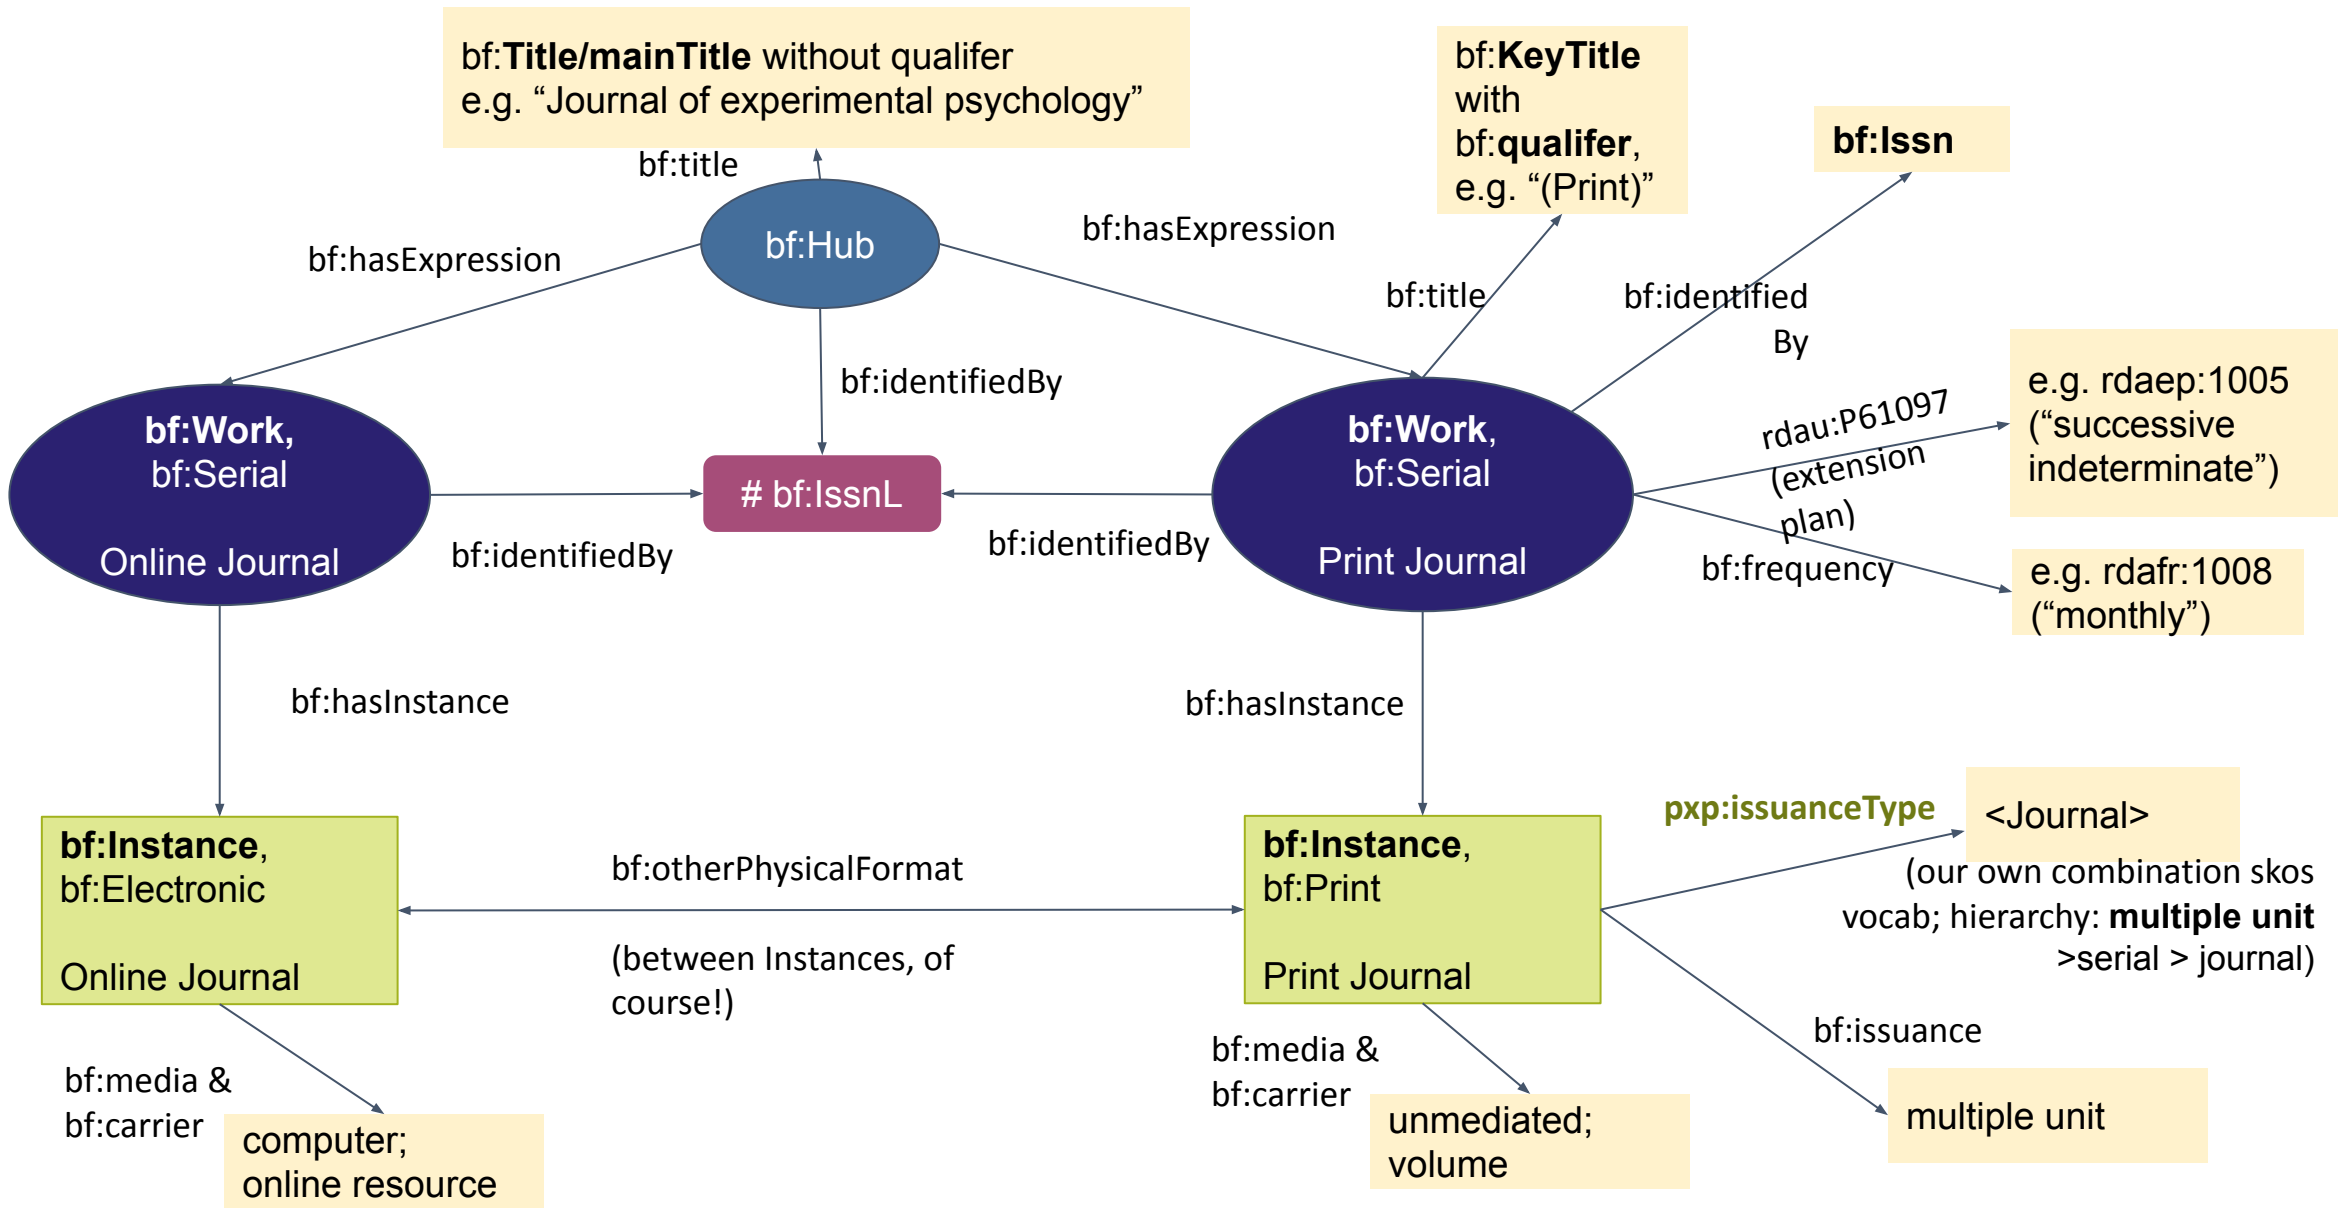 bf:Title/mainTitle without qualifer
e.g. “Journal of experimental psychology”
bf:KeyTitle
with
bf:qualifer,
e.g. “(Print)”
bf:Issn
bf:title
bf:Hub
bf:hasExpression
bf:hasExpression
bf:title
bf:identified
By
bf:identifiedBy
rdau:P61097
(extension
plan)
e.g. rdaep:1005
(“successive
indeterminate”)
bf:Work,
bf:Serial
Online Journal
# bf:IssnL
bf:Work,
bf:Serial
Print Journal
bf:identifiedBy
bf:identifiedBy
bf:frequency
e.g. rdafr:1008
(“monthly”)
bf:hasInstance
bf:hasInstance
bf:Instance,
bf:Electronic
Online Journal
bf:otherPhysicalFormat
(between Instances, of
course!)
bf:Instance,
bf:Print
Print Journal
pxp:issuanceType
<Journal>
(our own combination skos
vocab; hierarchy: multiple unit
>serial > journal)
bf:issuance
multiple unit
bf:media &
bf:carrier
computer;
online resource
bf:media &
bf:carrier
unmediated;
volume